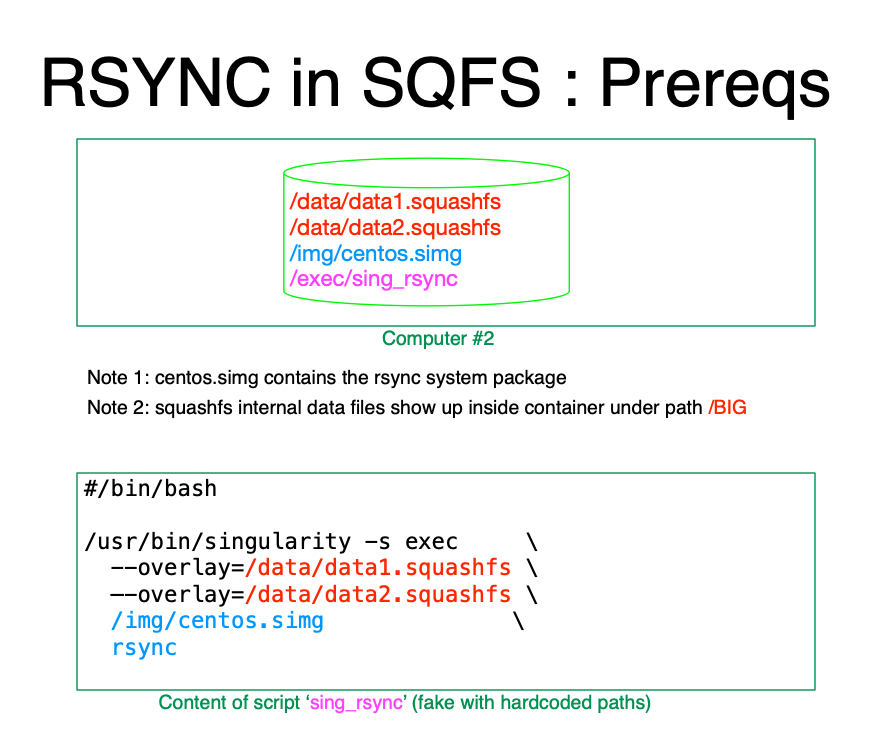 RSYNC in SQFS : Prereqs
/data/data1.squashfs
/data/data2.squashfs
/img/centos.simg
/exec/sing_rsync
Computer #2
Note 1: centos.simg contains the rsync system package
Note 2: squashfs internal data files show up inside container under path /BIG
#/bin/bash
/usr/bin/singularity -s exec \
--overlay=/data/data1.squashfs \
--overlay=/data/data2.squashfs \
/img/centos.simg \
rsync
Content of script ‘sing_rsync’ (fake with hardcoded paths)